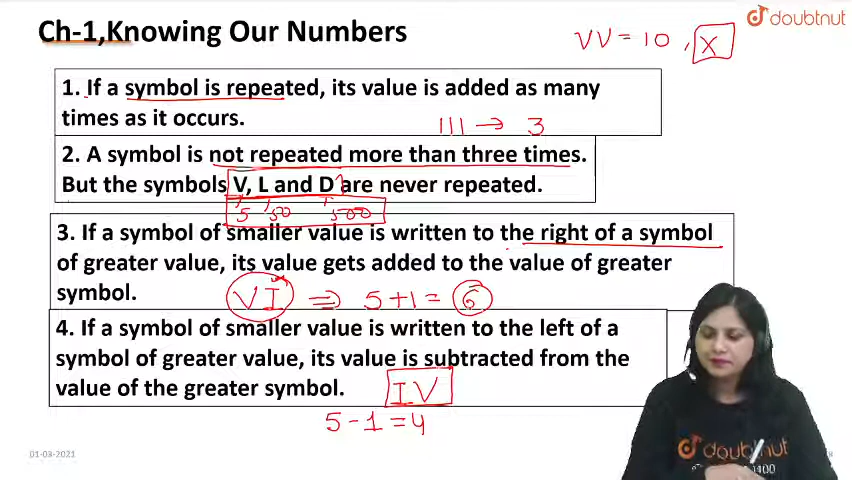 Ch-1,Knowing Our Numbers
VV = 10 , X
doubtnut
1. If a symbol is repeated, its value is added as many
times as it occurs.
III → 3
2. A symbol is not repeated more than three times.
But the symbols V, L and D are never repeated.
5 50 500
3. If a symbol of smaller value is written to the right of a symbol
of greater value, its value gets added to the value of greater
symbol.
VI ⇒ 5+1 = 6
4. If a symbol of smaller value is written to the left of a
symbol of greater value, its value is subtracted from the
value of the greater symbol.
IV
5-1=4
doubtnut
01-03-2021